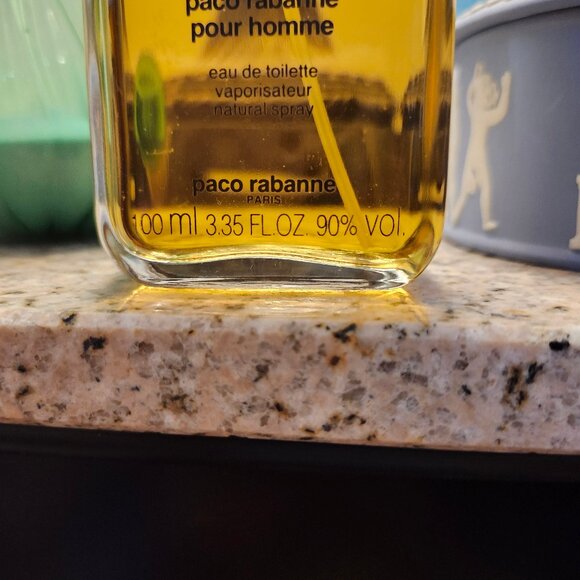 paco rabanne
pour homme
eau de toilette
vaporisateur
natural spray
paco rabanne
PARIS
100 ml 3.35 FL.OZ. 90% VOL.